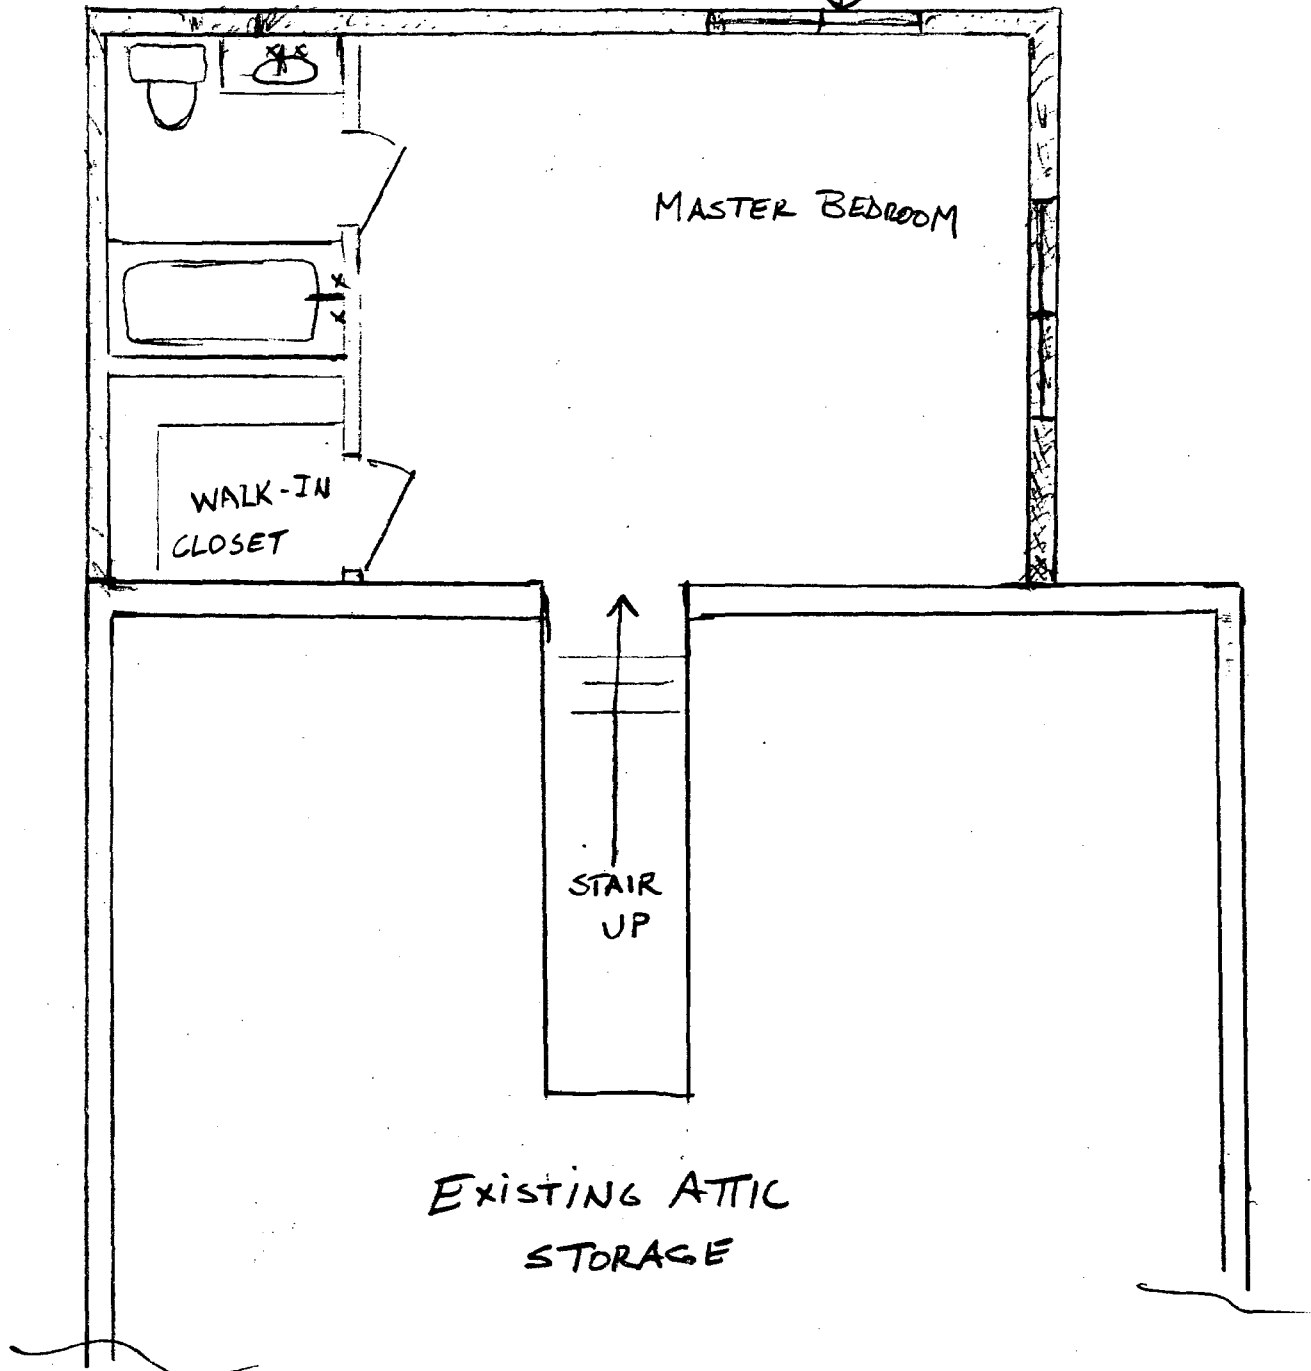 MASTER BEDROOM
WALK-IN
CLOSET
STAIR
UP
EXISTING ATTIC
STORAGE